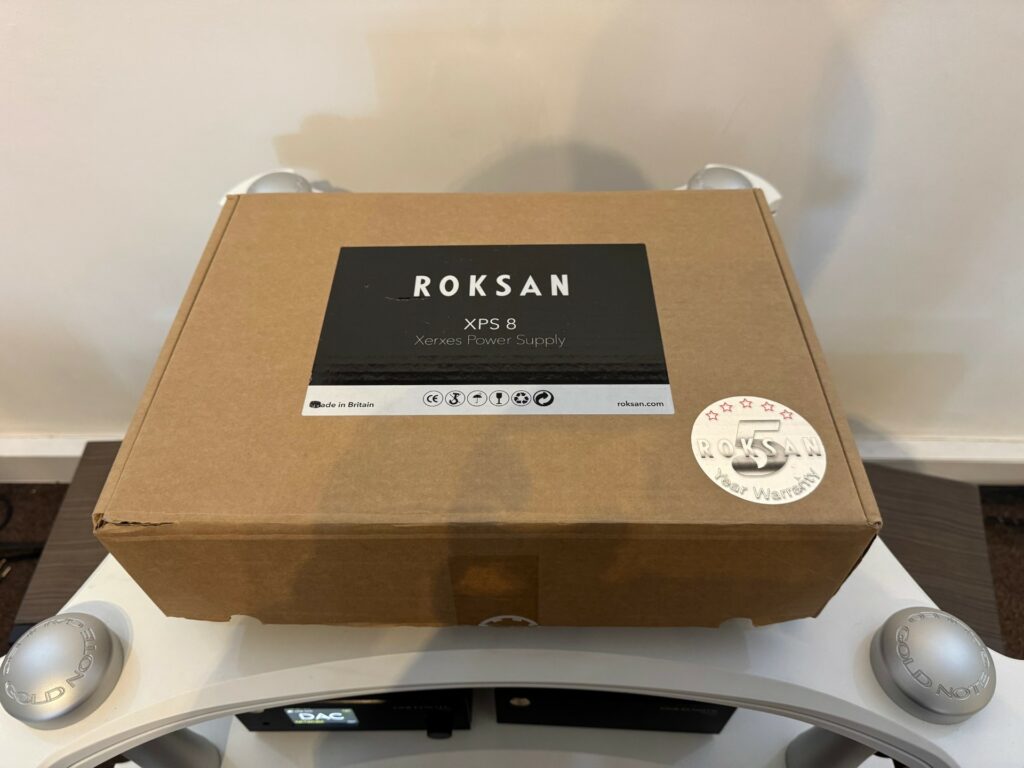 ROKSAN
XPS 8
Xerxes Power Supply
ade in Britain
CE
roksan.com
5
ROKSAN
Year Warranty
GOLD NOTE
GOLD NOTE
DAC